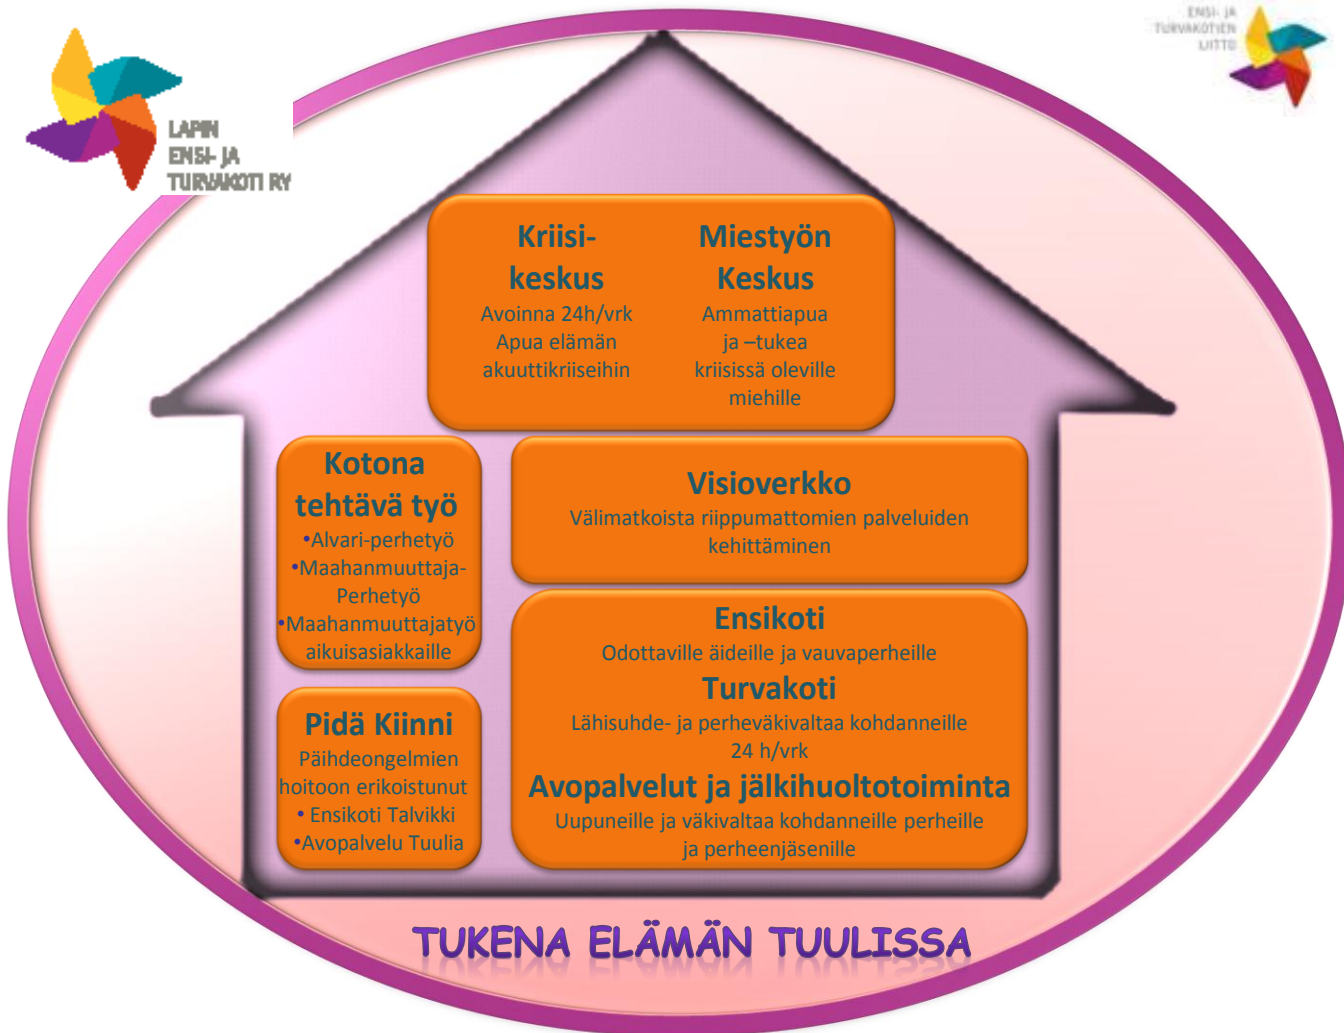 LAPIN
ENSI- JA
TURVAKOTI RY
ENSI- JA
TURVAKOTIEN
LIITTO
Kriisi-
keskus
Avoinna 24h/vrk
Apua elämän
akuuttikriiseihin
Miestyön
Keskus
Ammattiapua
ja –tukea
kriisissä oleville
miehille
Kotona
tehtävä työ
•Alvari-perhetyö
•Maahanmuuttaja-
Perhetyö
•Maahanmuuttajatyö
aikuisasiakkaille
Visioverkko
Välimatkoista riippumattomien palveluiden
kehittäminen
Pidä Kiinni
Päihdeongelmien
hoitoon erikoistunut
• Ensikoti Talvikki
•Avopalvelu Tuulia
Ensikoti
Odottaville äideille ja vauvaperheille
Turvakoti
Lähisuhde- ja perheväkivaltaa kohdanneille
24 h/vrk
Avopalvelut ja jälkihuoltotoiminta
Uupuneille ja väkivaltaa kohdanneille perheille
ja perheenjäsenille
TUKENA ELÄMÄN TUULISSA